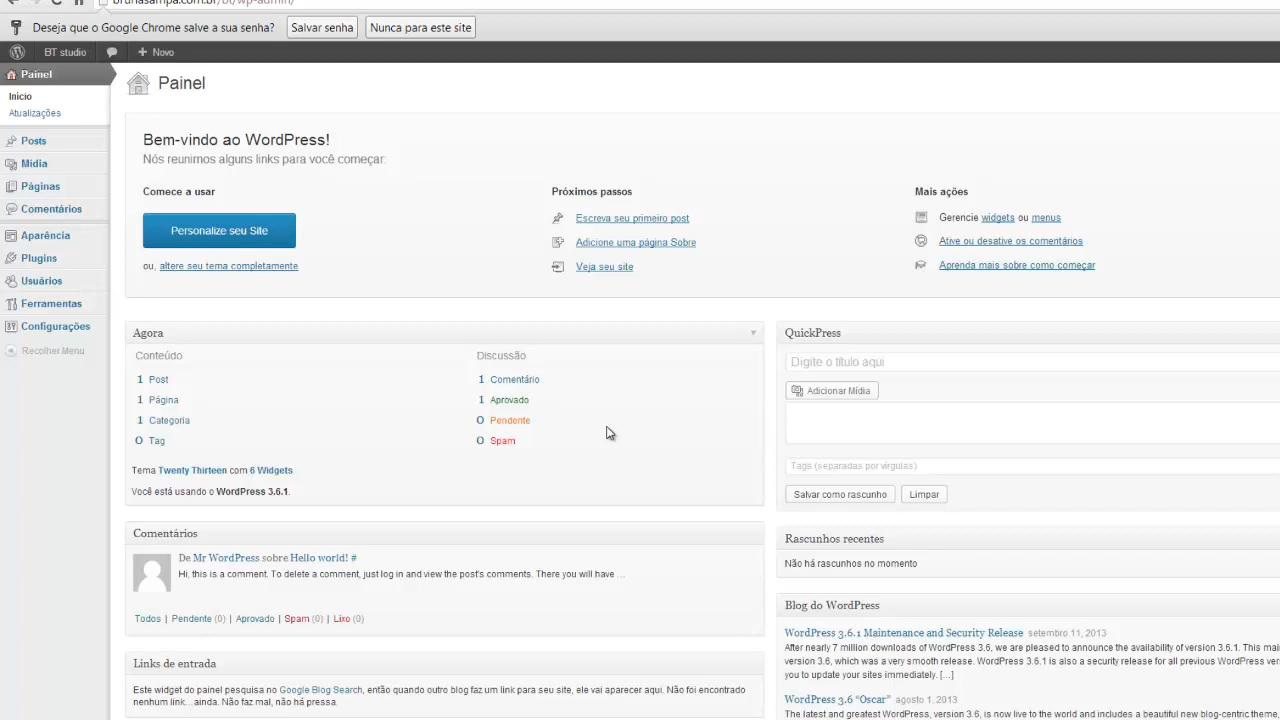 brunasampa.com.br/bt/wp-admin/
Deseja que o Google Chrome salve a sua senha? Salvar senha Nunca para este site
BT studio Novo
Painel
Início
Atualizações
Posts
Mídia
Páginas
Comentários
Aparência
Plugins
Usuários
Ferramentas
Configurações
Recolher Menu
Painel
Bem-vindo ao WordPress!
Nós reunimos alguns links para você começar:
Comece a usar
Personalize seu Site
ou, altere seu tema completamente
Próximos passos
Escreva seu primeiro post
Adicione uma página Sobre
Veja seu site
Mais ações
Gerencie widgets ou menus
Ative ou desative os comentários
Aprenda mais sobre como começar
Agora
Conteúdo
1 Post
1 Página
1 Categoria
0 Tag
Discussão
1 Comentário
1 Aprovado
0 Pendente
0 Spam
Tema Twenty Thirteen com 6 Widgets
Você está usando o WordPress 3.6.1.
Comentários
De Mr WordPress sobre Hello world! #
Hi, this is a comment. To delete a comment, just log in and view the post's comments. There you will have ...
Todos | Pendente (0) | Aprovado | Spam (0) | Lixo (0)
Links de entrada
Este widget do painel pesquisa no Google Blog Search, então quando outro blog faz um link para seu site, ele vai aparecer aqui. Não foi encontrado
nenhum link...ainda. Não faz mal, não há pressa.
QuickPress
Digite o título aqui
Adicionar Mídia
Tags (separadas por vírgulas)
Salvar como rascunho Limpar
Rascunhos recentes
Não há rascunhos no momento
Blog do WordPress
WordPress 3.6.1 Maintenance and Security Release setembro 11, 2013
After nearly 7 million downloads of WordPress 3.6, we are pleased to announce the availability of version 3.6.1. This mai
version 3.6, which was a very smooth release. WordPress 3.6.1 is also a security release for all previous WordPress ver
you to update your sites immediately. [...]
WordPress 3.6 “Oscar” agosto 1, 2013
The latest and greatest WordPress, version 3.6, is now live to the world and includes a beautiful new blog-centric theme,